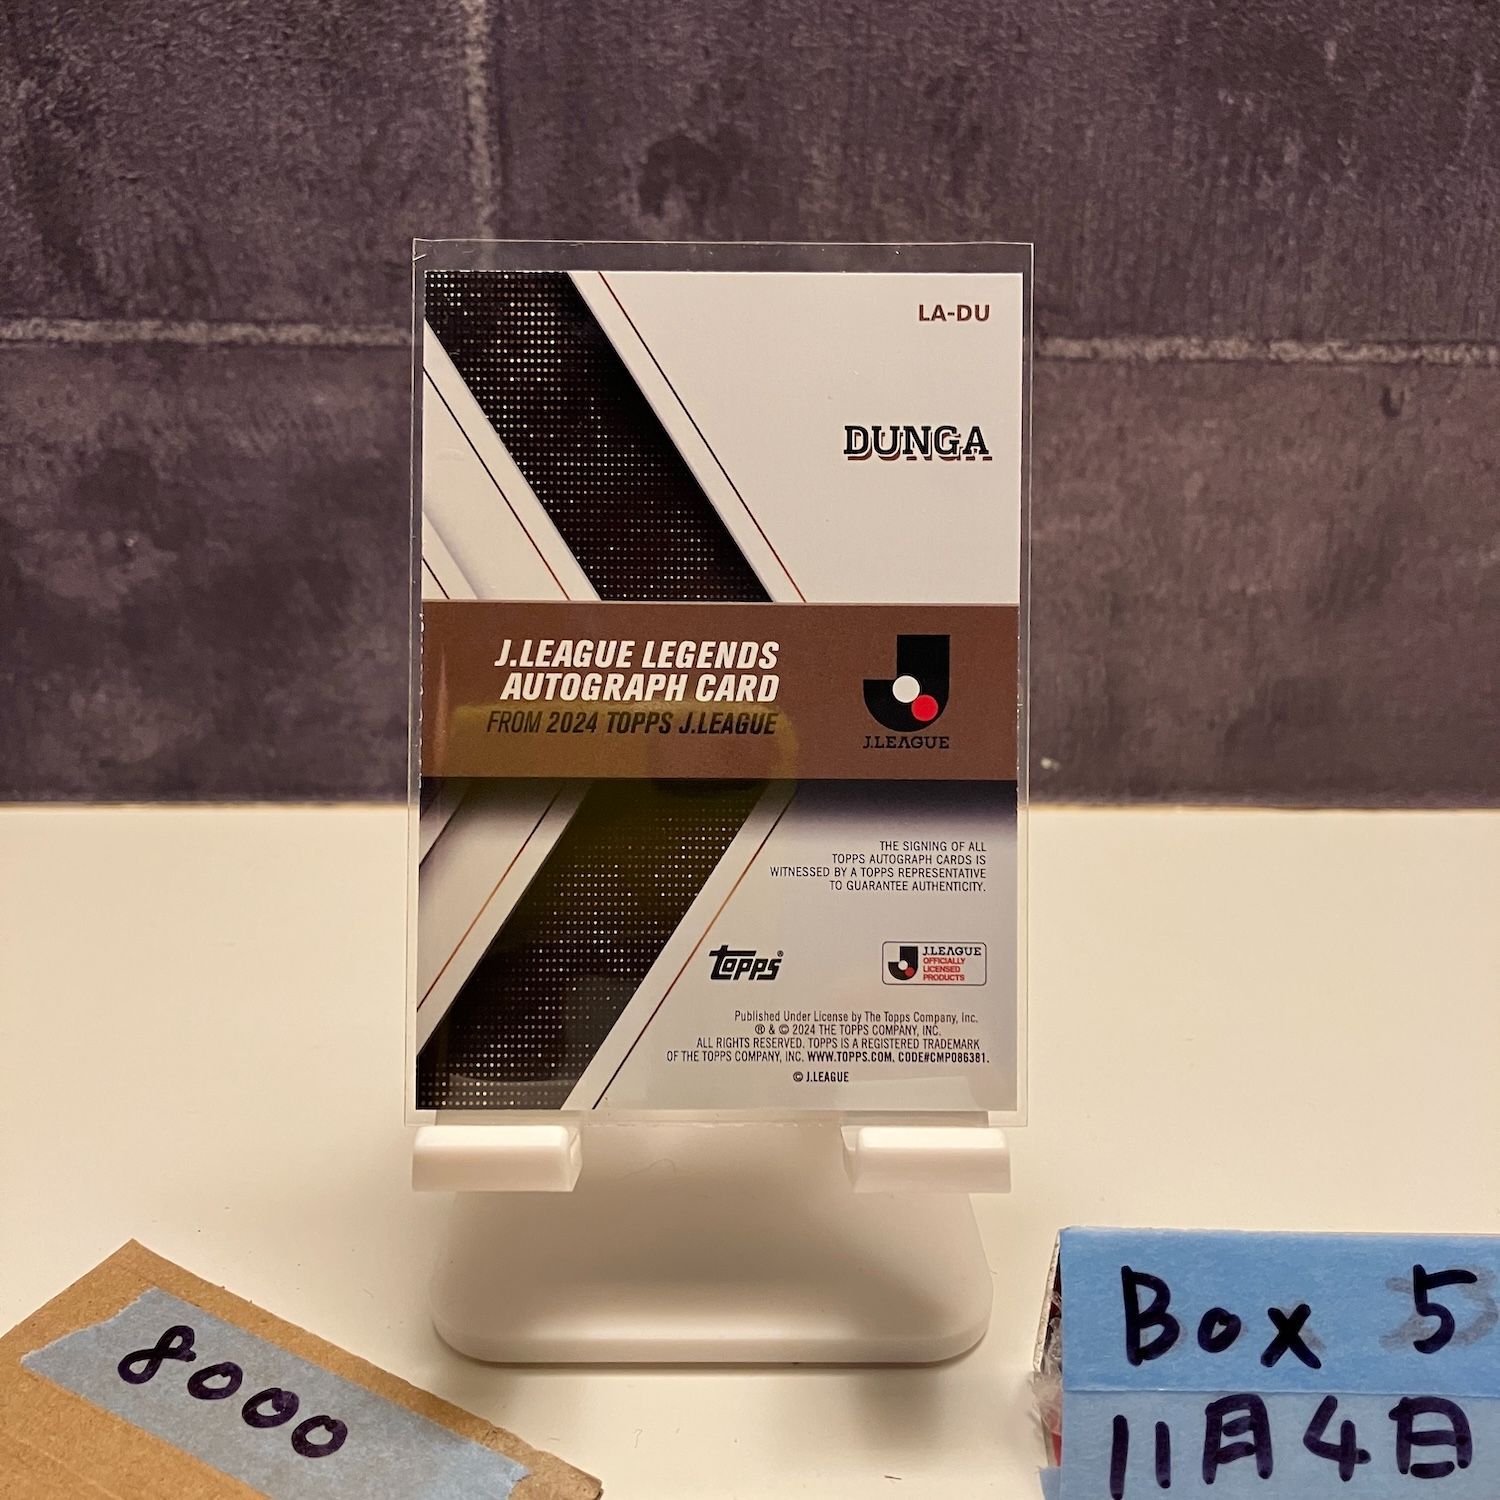 LA-DU
DUNGA
J.LEAGUE LEGENDS
AUTOGRAPH CARD
FROM 2024 TOPPS J.LEAGUE
J.LEAGUE
THE SIGNING OF ALL
TOPPS AUTOGRAPH CARDS IS
WITNESSED BY A TOPPS REPRESENTATIVE
TO GUARANTEE AUTHENTICITY.
topps®
J.LEAGUE
OFFICIALLY
LICENSED
PRODUCTS
Published Under License by The Topps Company, Inc.
® & © 2024 THE TOPPS COMPANY, INC.
ALL RIGHTS RESERVED. TOPPS IS A REGISTERED TRADEMARK
OF THE TOPPS COMPANY, INC. WWW.TOPPS.COM. CODE#CMP086381.
© J.LEAGUE
8000
Box 5
11月4日